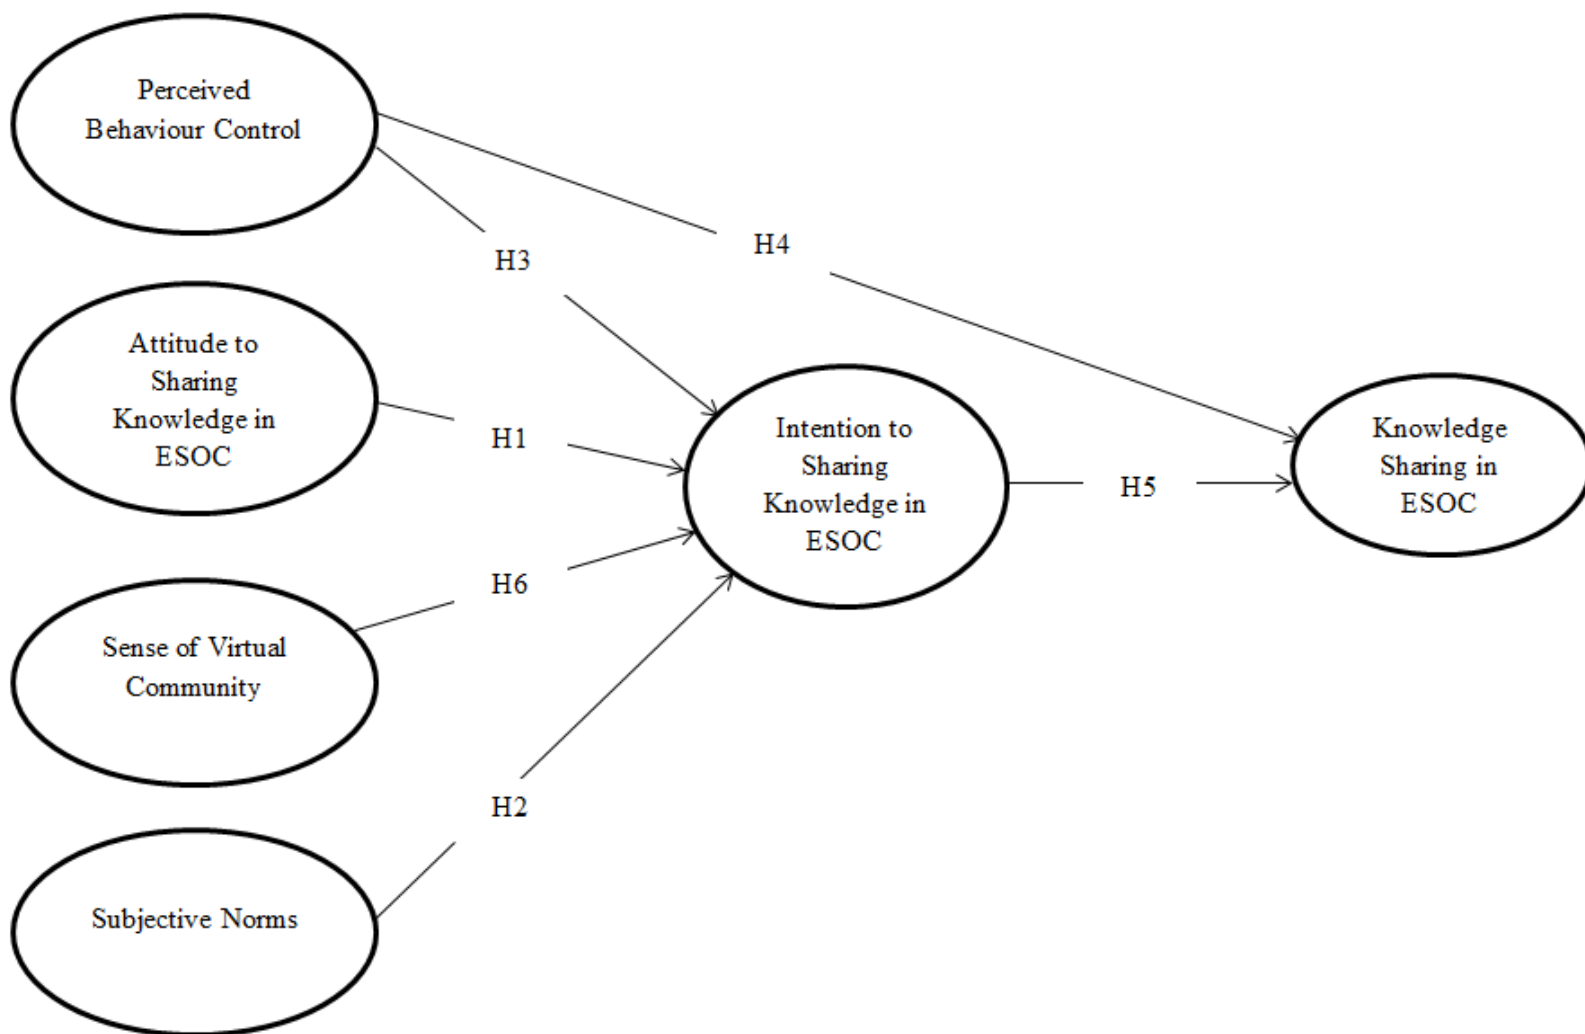 Perceived
Behaviour Control
H4
H3
Attitude to
Sharing
Knowledge in
ESOC
H1
Intention to
Sharing
Knowledge in
ESOC
Knowledge
Sharing in
ESOC
H5
H6
Sense of Virtual
Community
H2
Subjective Norms